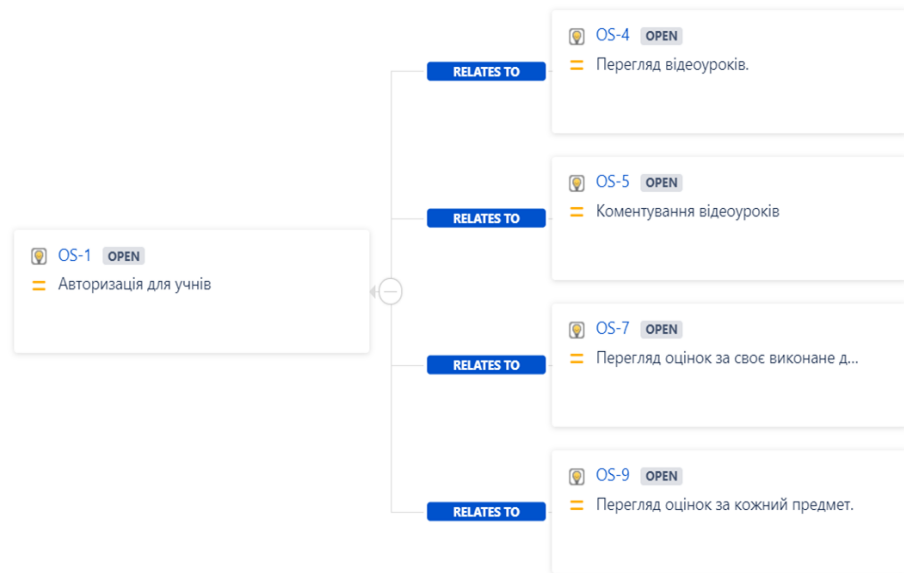 OS-4 OPEN
RELATES TO
Перегляд відеоуроків.
OS-5 OPEN
RELATES TO
Коментування відеоуроків
OS-1 OPEN
Авторизація для учнів
OS-7 OPEN
RELATES TO
Перегляд оцінок за своє виконане д...
OS-9 OPEN
RELATES TO
Перегляд оцінок за кожний предмет.